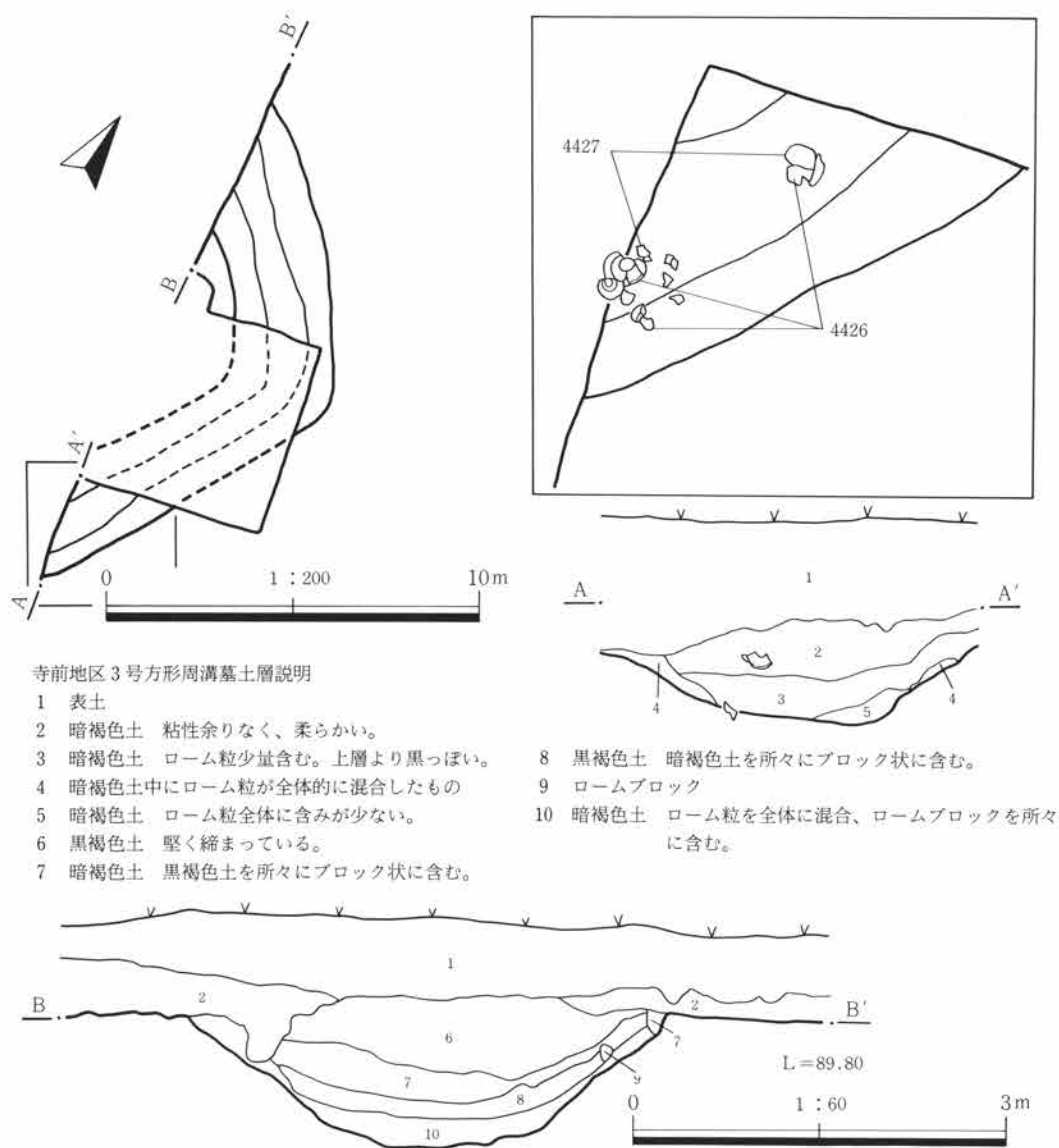 B'
B
A'
A
0 1：200 10m
4427
4426
1
A A'
2
3
4
5
4
寺前地区3号方形周溝墓土層説明
1 表土
2 暗褐色土 粘性余りなく、柔らかい。
3 暗褐色土 ローム粒少量含む。上層より黒っぽい。
4 暗褐色土中にローム粒が全体的に混合したもの
5 暗褐色土 ローム粒全体に含みが少ない。
6 黒褐色土 堅く締まっている。
7 暗褐色土 黒褐色土を所々にブロック状に含む。
8 黒褐色土 暗褐色土を所々にブロック状に含む。
9 ロームブロック
10 暗褐色土 ローム粒を全体に混合、ロームブロックを所々
に含む。
1
B 2 2 B'
6
7
7
8
9
10
L=89.80
0 1：60 3m